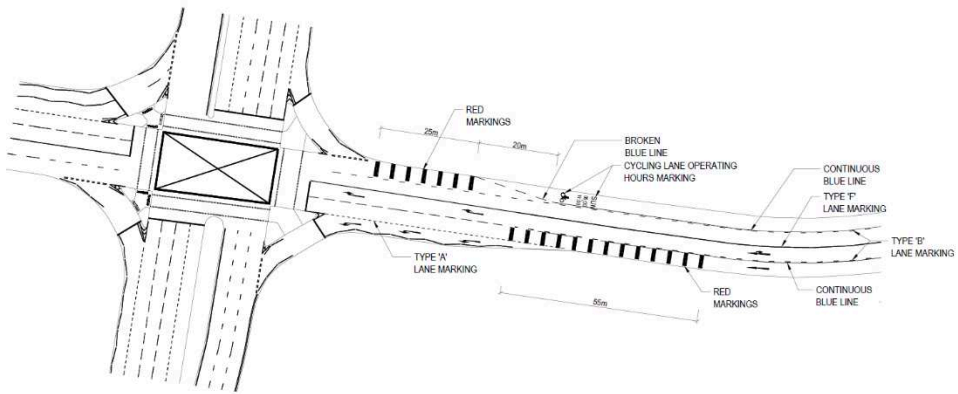 RED
MARKINGS
25m
20m
BROKEN
BLUE LINE
CYCLING LANE OPERATING
HOURS MARKING
CONTINUOUS
BLUE LINE
TYPE 'F'
LANE MARKING
TYPE 'B'
LANE MARKING
TYPE 'A'
LANE MARKING
CONTINUOUS
BLUE LINE
RED
MARKINGS
55m